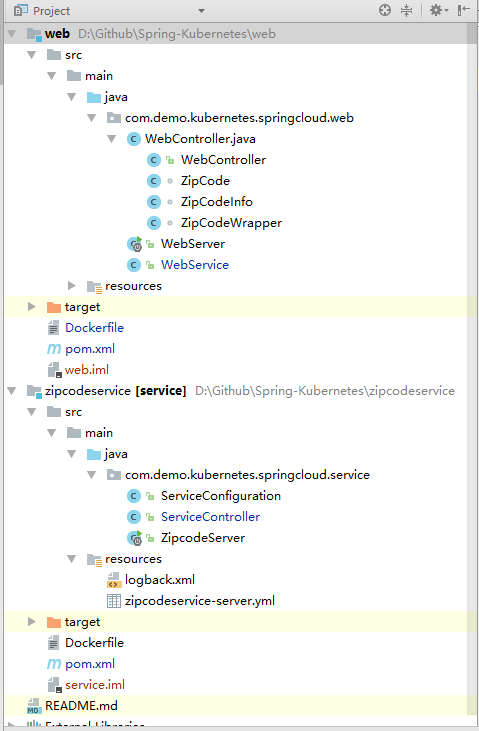 Project
web D:\Github\Spring-Kubernetes\web
src
main
java
com.demo.kubernetes.springcloud.web
WebController.java
WebController
ZipCode
ZipCodeInfo
ZipCodeWrapper
WebServer
WebService
resources
target
Dockerfile
pom.xml
web.iml
zipcodeservice [service] D:\Github\Spring-Kubernetes\zipcodeservice
src
main
java
com.demo.kubernetes.springcloud.service
ServiceConfiguration
ServiceController
ZipcodeServer
resources
logback.xml
zipcodeservice-server.yml
target
Dockerfile
pom.xml
service.iml
README.md
External Libraries